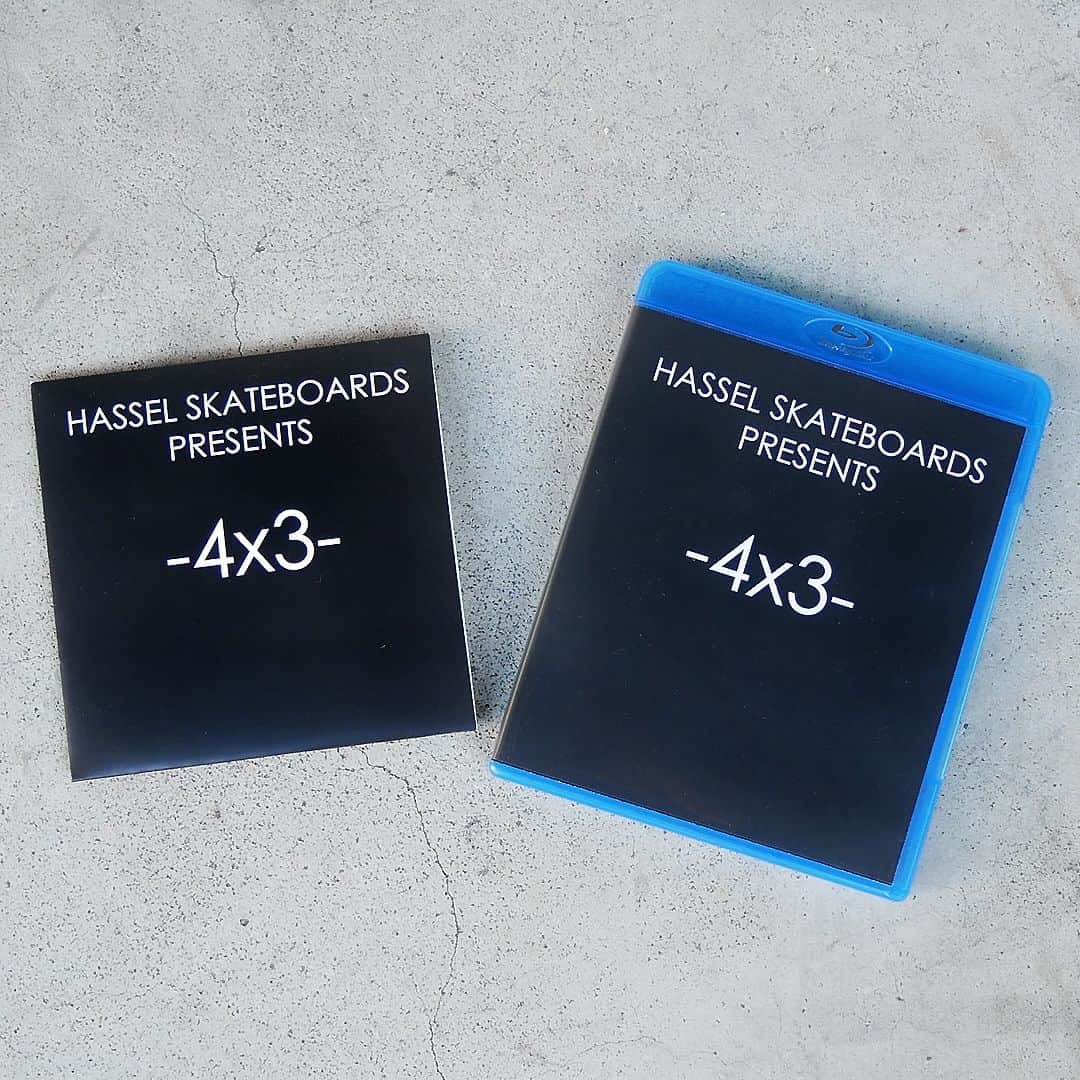 HASSEL SKATEBOARDS
PRESENTS
-4x3-
HASSEL SKATEBOARDS
PRESENTS
-4x3-